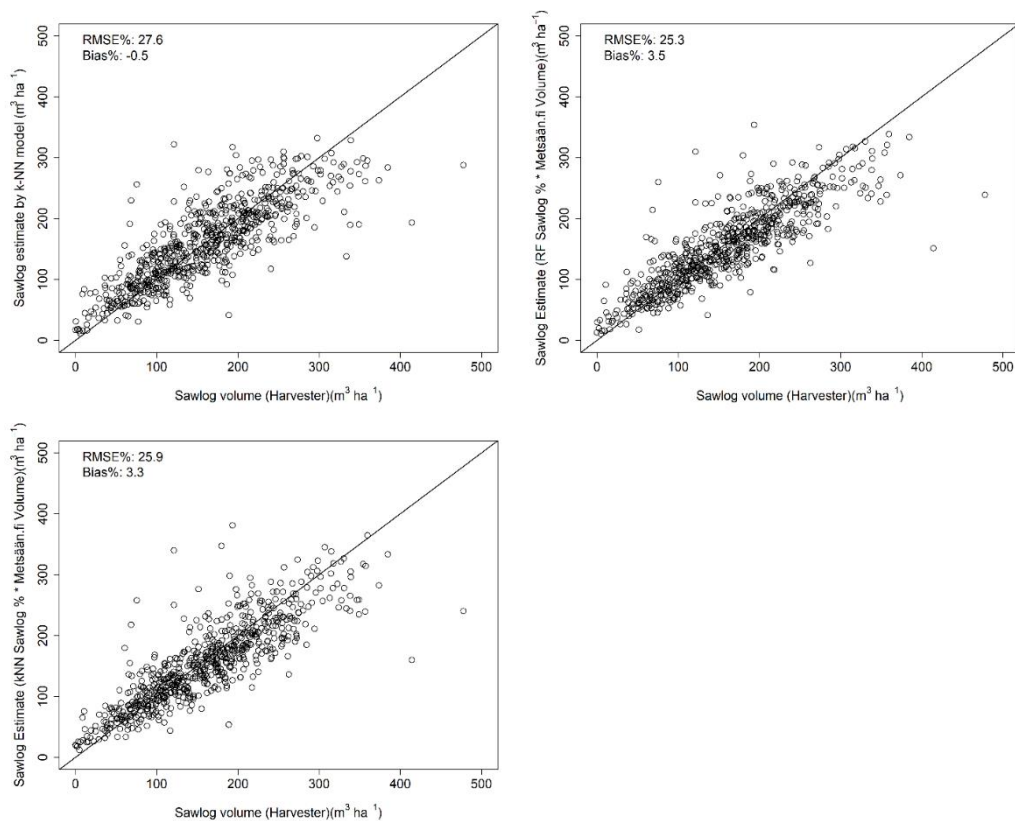 RMSE%: 27.6
Bias%: -0.5
Sawlog estimate by k-NN model (m³ ha⁻¹)
500
400
300
200
100
0
0 100 200 300 400 500
Sawlog volume (Harvester)(m³ ha⁻¹)
RMSE%: 25.3
Bias%: 3.5
Sawlog Estimate (RF Sawlog % * Metsään.fi Volume)(m³ ha⁻¹)
500
400
300
200
100
0
0 100 200 300 400 500
Sawlog volume (Harvester)(m³ ha⁻¹)
RMSE%: 25.9
Bias%: 3.3
Sawlog Estimate (kNN Sawlog % * Metsään.fi Volume)(m³ ha⁻¹)
500
400
300
200
100
0
0 100 200 300 400 500
Sawlog volume (Harvester)(m³ ha⁻¹)